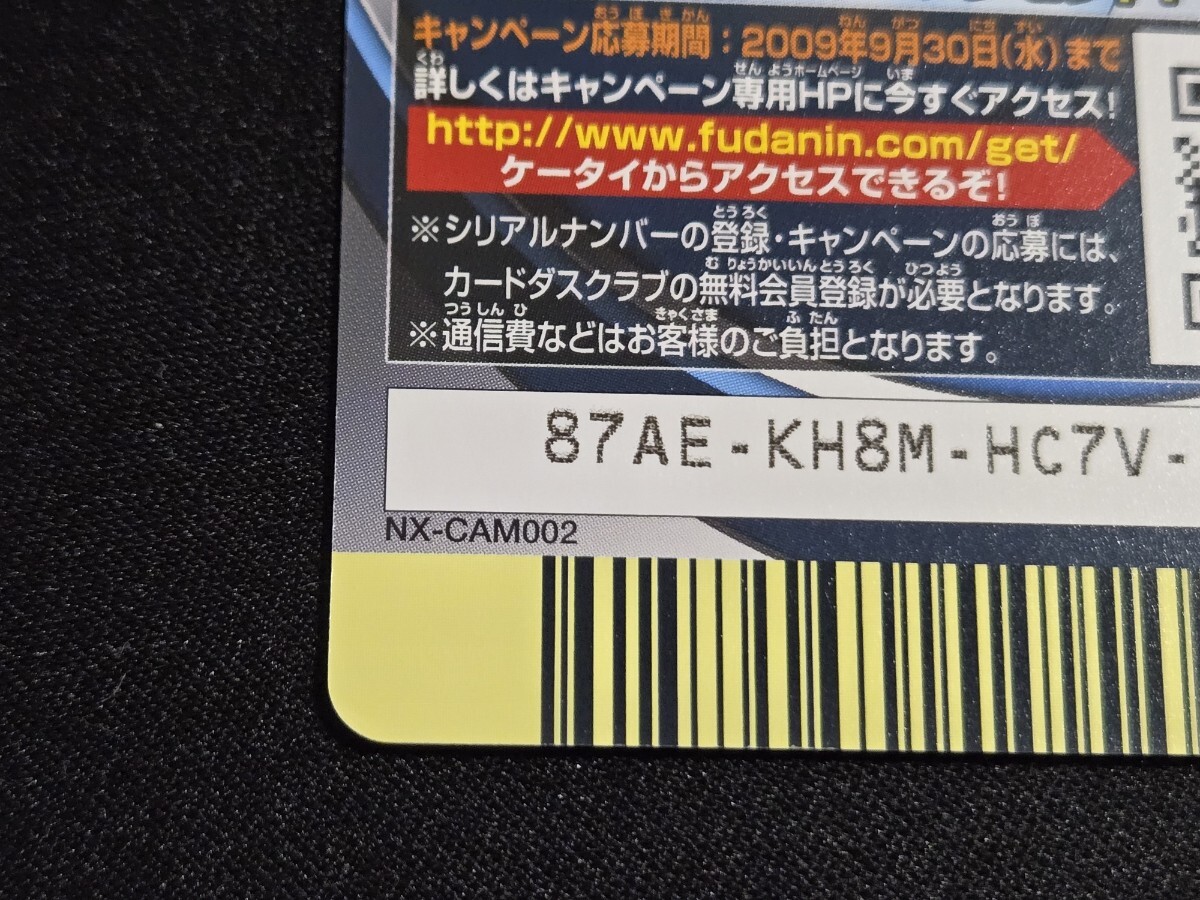 キャンペーン応募期間：2009年9月30日(水)まで
詳しくはキャンペーン専用HPに今すぐアクセス！
http://www.fudanin.com/get/
ケータイからアクセスできるぞ！
※シリアルナンバーの登録・キャンペーンの応募には、
カードダスクラブの無料会員登録が必要となります。
※通信費などはお客様のご負担となります。
87AE-KH8M-HC7V-
NX-CAM002